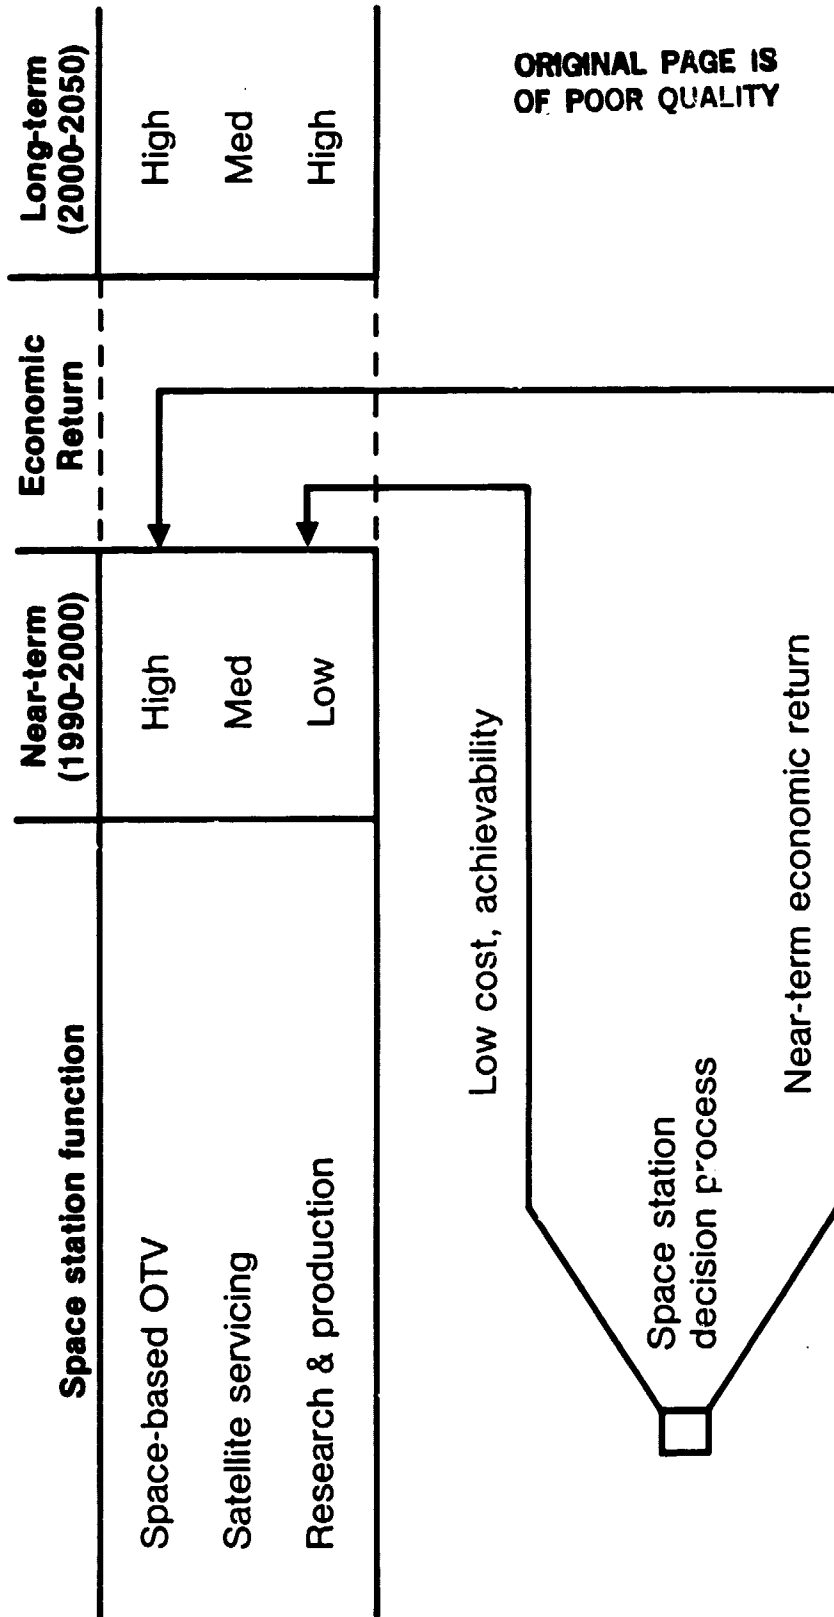 ORIGINAL PAGE IS
OF POOR QUALITY
Space station function
Near-term
(1990-2000)
Economic
Return
Long-term
(2000-2050)
Space-based OTV
High
High
Satellite servicing
Med
Med
Research & production
Low
High
Low cost, achievability
Space station
decision process
Near-term economic return